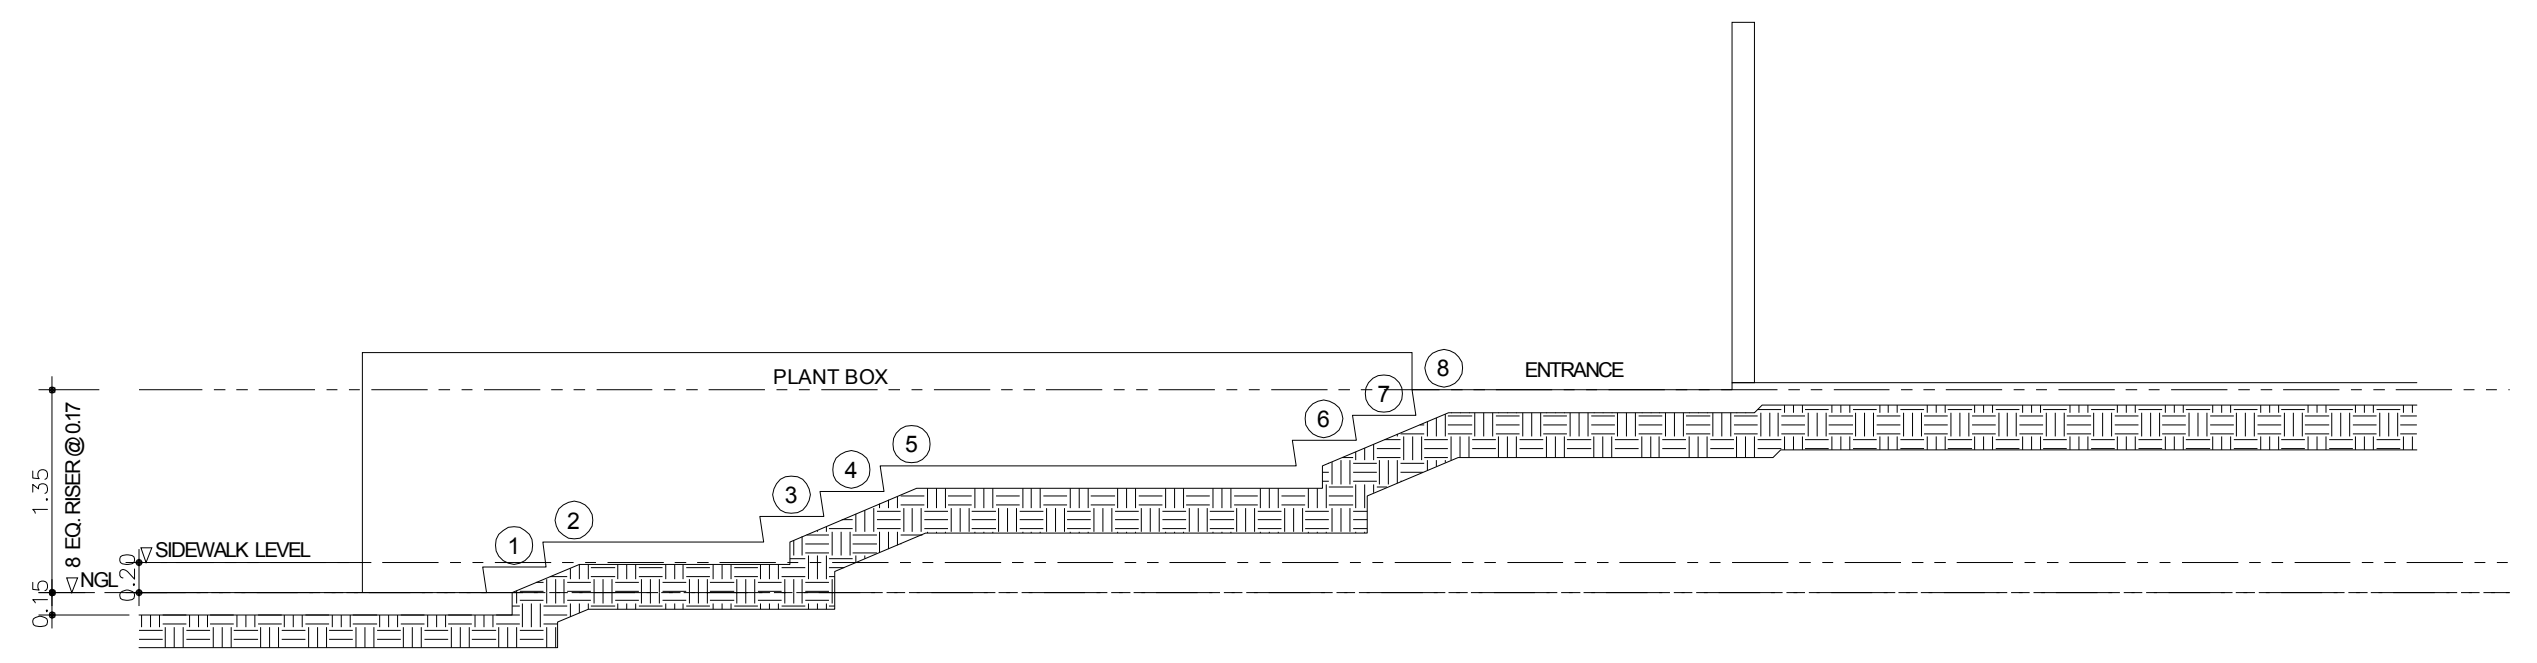 8
ENTRANCE
PLANT BOX
7
6
5
4
3
2
1
1.35
8 EQ. RISER @ 0.17
SIDEWALK LEVEL
0.20
NGL
0.15